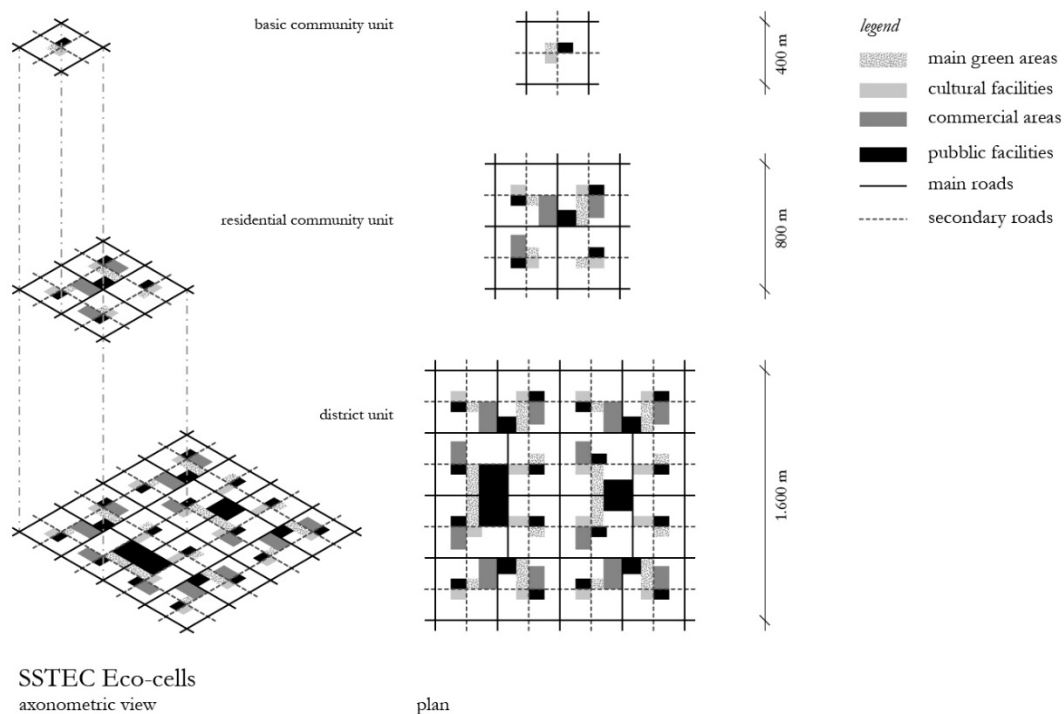 basic community unit
400 m
legend
main green areas
cultural facilities
commercial areas
pubblic facilities
main roads
secondary roads
residential community unit
800 m
district unit
1.600 m
SSTEC Eco-cells
axonometric view
plan